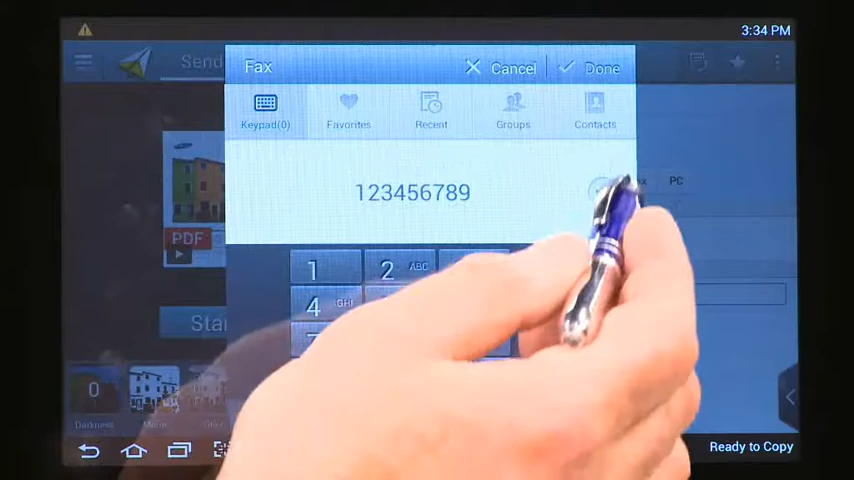 3:34 PM
Send
Fax
Cancel
Done
Keypad(0)
Favorites
Recent
Groups
Contacts
123456789
PC
PDF
1
2 ABC
4 GHI
0
Darkness
Ready to Copy